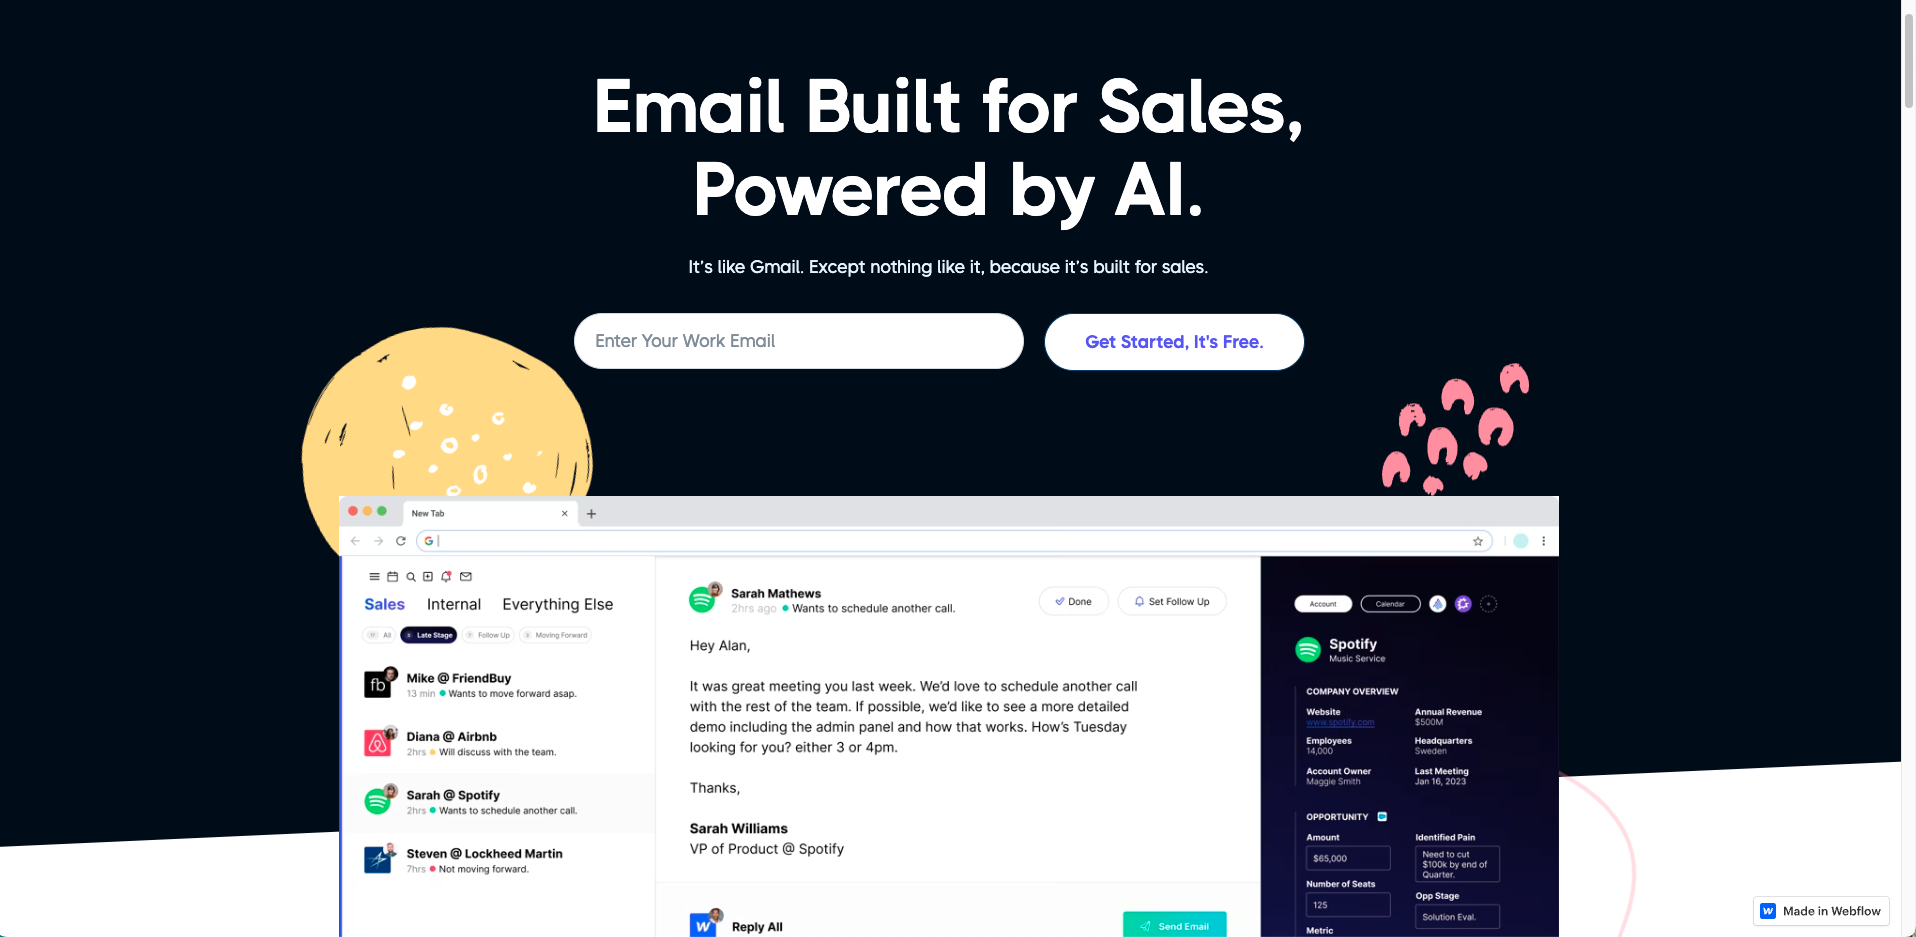 Email Built for Sales,
Powered by AI.
It's like Gmail. Except nothing like it, because it's built for sales.
Enter Your Work Email
Get Started, It's Free.
New Tab
Sales Internal Everything Else
All Late Stage Follow Up Moving Forward
fb
Mike @ FriendBuy
13 min Wants to move forward asap.
Diana @ Airbnb
2hrs Will discuss with the team.
Sarah @ Spotify
2hrs Wants to schedule another call.
Steven @ Lockheed Martin
7hrs Not moving forward.
Sarah Mathews
2hrs ago Wants to schedule another call.
Done
Set Follow Up
Hey Alan,
It was great meeting you last week. We'd love to schedule another call
with the rest of the team. If possible, we'd like to see a more detailed
demo including the admin panel and how that works. How's Tuesday
looking for you? either 3 or 4pm.
Thanks,
Sarah Williams
VP of Product @ Spotify
Reply All
Send Email
Account
Calendar
Spotify
Music Service
COMPANY OVERVIEW
Website
www.spotify.com
Annual Revenue
$500M
Employees
14,000
Headquarters
Sweden
Account Owner
Maggie Smith
Last Meeting
Jan 16, 2023
OPPORTUNITY
Amount
$65,000
Identified Pain
Need to cut
$100k by end of
Quarter.
Number of Seats
125
Opp Stage
Solution Eval.
Metric
Made in Webflow